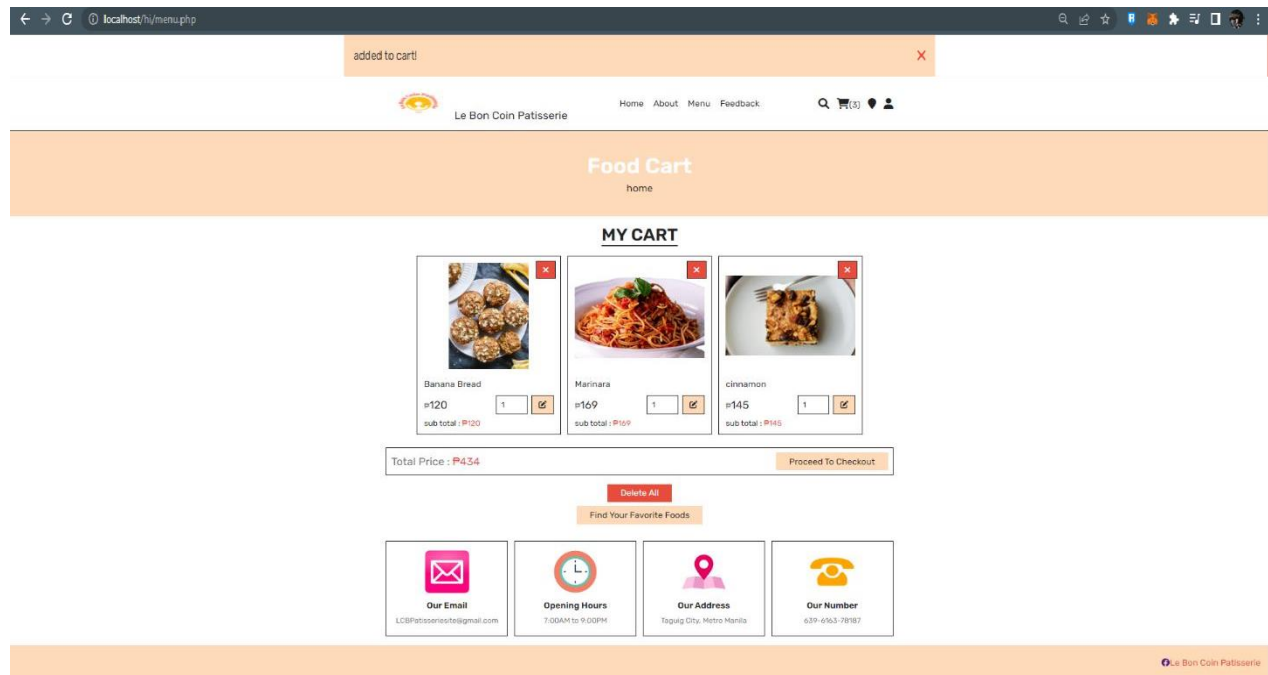 localhost/hi/menu.php
added to cart!
Le Bon Coin Patisserie
Home About Menu Feedback
(3)
Food Cart
home
MY CART
Banana Bread
₱120 1
sub total : ₱120
Marinara
₱169 1
sub total : ₱169
cinnamon
₱145 1
sub total : ₱145
Total Price : ₱434
Proceed To Checkout
Delete All
Find Your Favorite Foods
Our Email
LCBPatisseriesite@gmail.com
Opening Hours
7:00AM to 9:00PM
Our Address
Taguig City, Metro Manila
Our Number
639-6163-78187
Le Bon Coin Patisserie